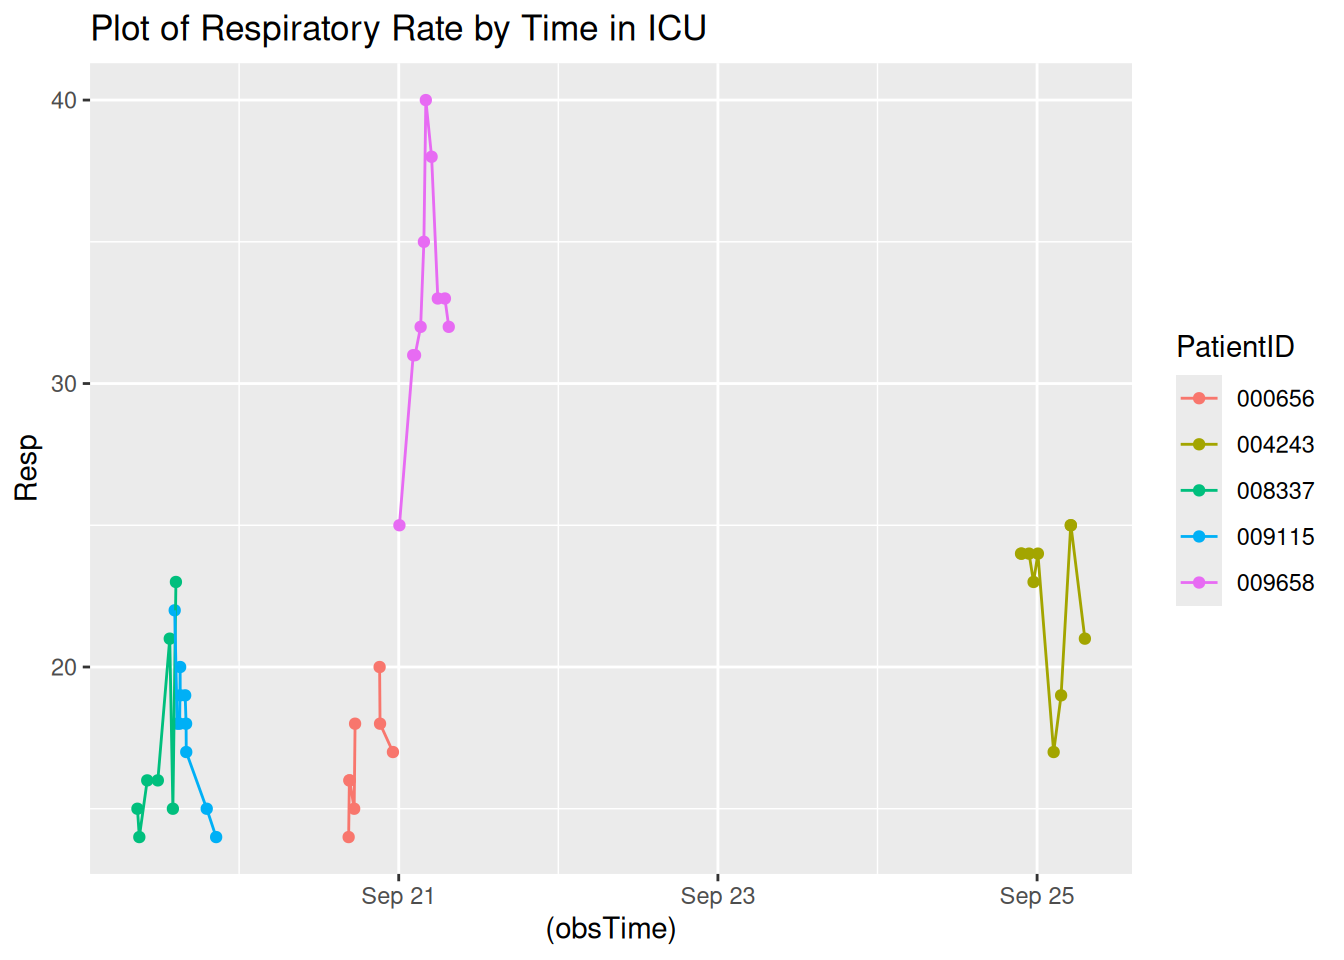 Plot of Respiratory Rate by Time in ICU
40
30
20
Resp
Sep 21
Sep 23
Sep 25
(obsTime)
PatientID
000656
004243
008337
009115
009658